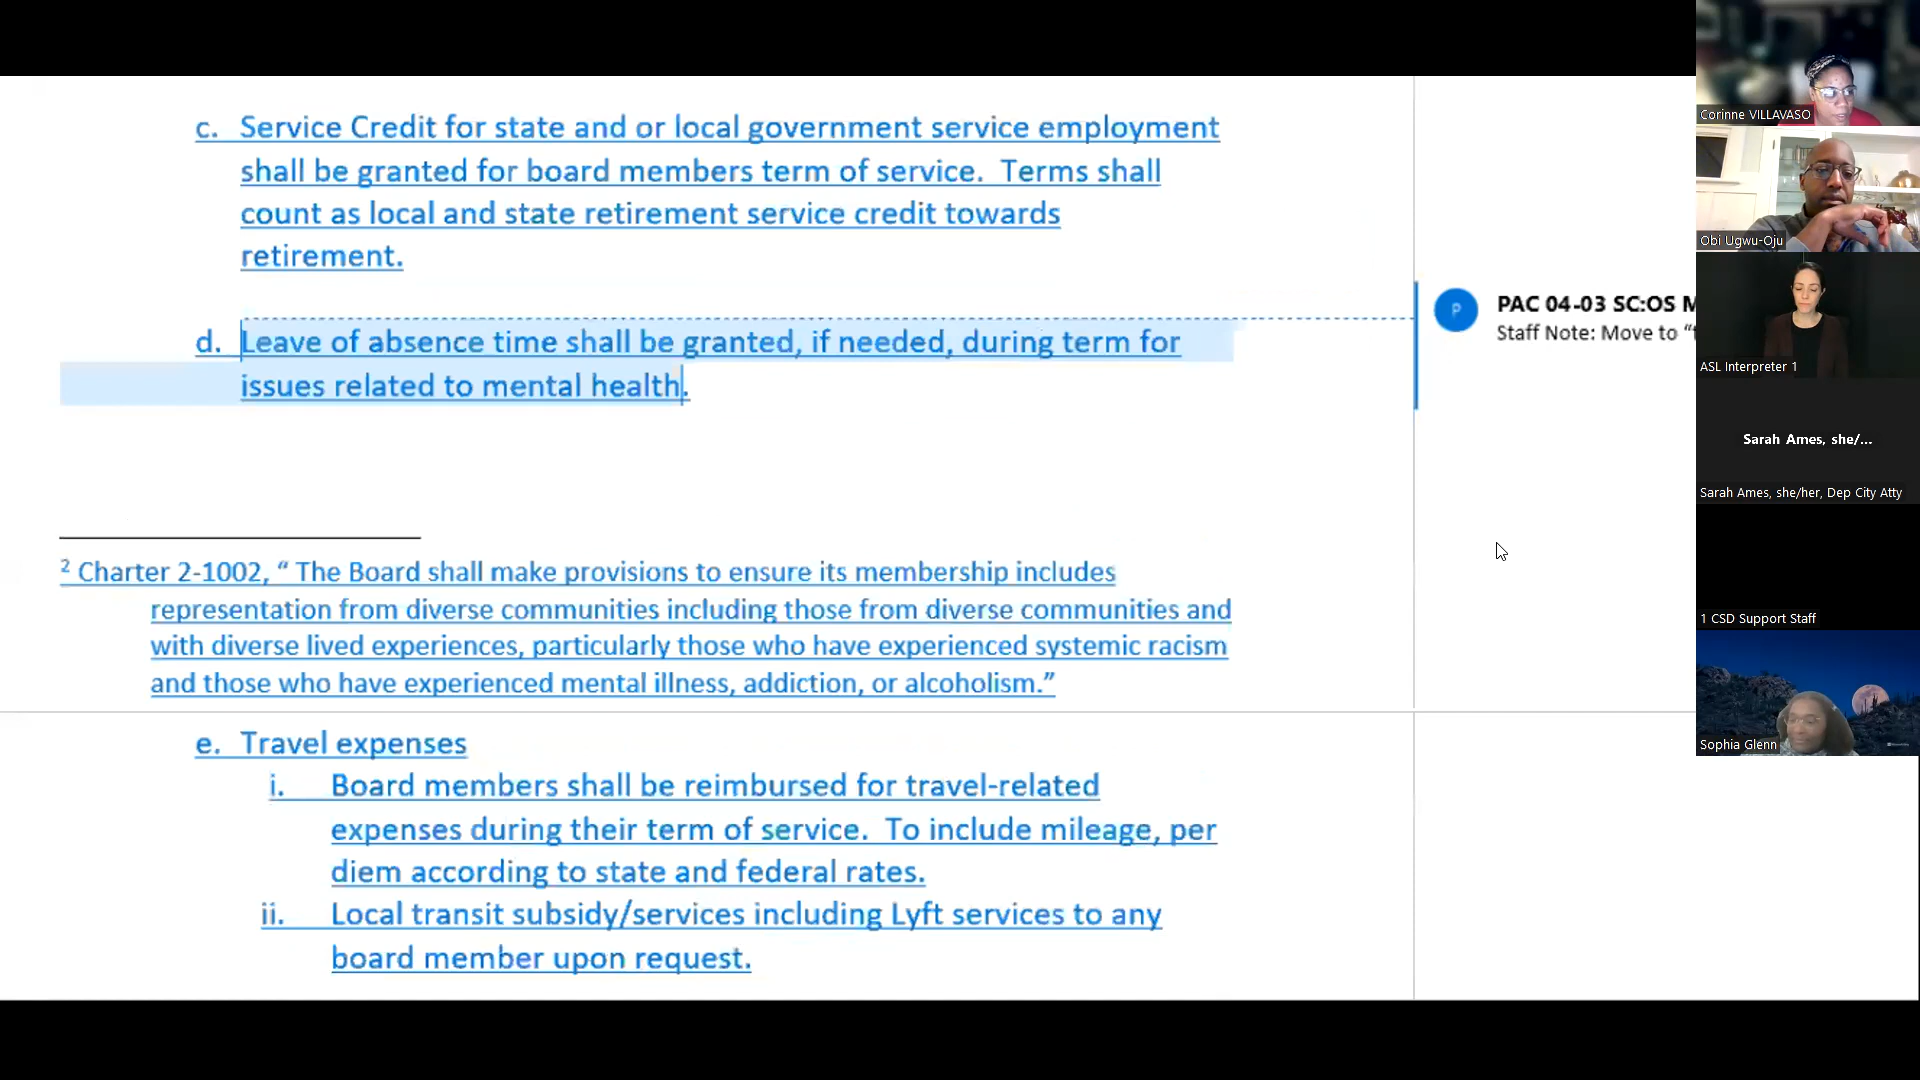 c. Service Credit for state and or local government service employment
shall be granted for board members term of service.  Terms shall
count as local and state retirement service credit towards
retirement.
d. Leave of absence time shall be granted, if needed, during term for
issues related to mental health.
2 Charter 2-1002, “ The Board shall make provisions to ensure its membership includes
representation from diverse communities including those from diverse communities and
with diverse lived experiences, particularly those who have experienced systemic racism
and those who have experienced mental illness, addiction, or alcoholism.”
e. Travel expenses
i. Board members shall be reimbursed for travel-related
expenses during their term of service.  To include mileage, per
diem according to state and federal rates.
ii. Local transit subsidy/services including Lyft services to any
board member upon request.
P
PAC 04-03 SC:OS M
Staff Note: Move to “t
Corinne VILLAVASO
Obi Ugwu-Oju
ASL Interpreter 1
Sarah Ames, she/...
Sarah Ames, she/her, Dep City Atty
1 CSD Support Staff
Sophia Glenn